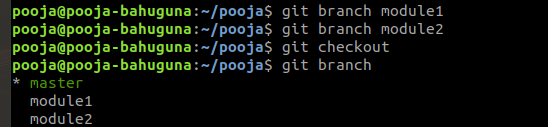 pooja@pooja-bahuguna:~/pooja$ git branch module1
pooja@pooja-bahuguna:~/pooja$ git branch module2
pooja@pooja-bahuguna:~/pooja$ git checkout
pooja@pooja-bahuguna:~/pooja$ git branch
* master
  module1
  module2